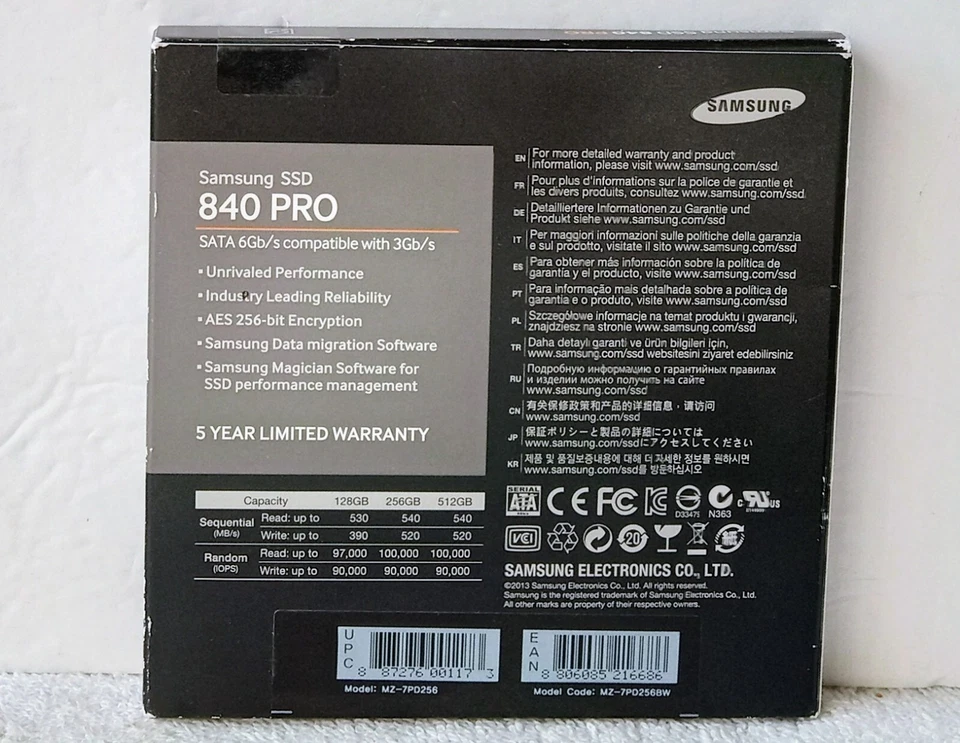 SAMSUNG
Samsung SSD
840 PRO
SATA 6Gb/s compatible with 3Gb/s
▪ Unrivaled Performance
▪ Industry Leading Reliability
▪ AES 256-bit Encryption
▪ Samsung Data migration Software
▪ Samsung Magician Software for
SSD performance management
5 YEAR LIMITED WARRANTY
Capacity 128GB 256GB 512GB
Sequential (MB/s) Read: up to 530 540 540
Write: up to 390 520 520
Random (IOPS) Read: up to 97,000 100,000 100,000
Write: up to 90,000 90,000 90,000
EN For more detailed warranty and product
information, please visit www.samsung.com/ssd
FR Pour plus d'informations sur la police de garantie et
les divers produits, consultez www.samsung.com/ssd
DE Detailliertere Informationen zu Garantie und
Produkt siehe www.samsung.com/ssd
IT Per maggiori informazioni sulle politiche della garanzia
e sul prodotto, visitate il sito www.samsung.com/ssd
ES Para obtener más información sobre la política de
garantía y el producto, visite www.samsung.com/ssd
PT Para informação mais detalhada sobre a política de
garantia e o produto, visite www.samsung.com/ssd
PL Szczegółowe informacje na temat produktu i gwarancji,
znajdziesz na stronie www.samsung.com/ssd
TR Daha detaylı garanti ve ürün bilgileri için,
www.samsung.com/ssd websitesini ziyaret edebilirsiniz
RU Подробную информацию о гарантийных правилах
и изделии можно получить на сайте
www.samsung.com/ssd
CN 有关保修政策和产品的详细信息，请访问
www.samsung.com/ssd
JP 保証ポリシーと製品の詳細については
www.samsung.com/ssdにアクセスしてください
KR 제품 및 품질보증내용에 대해 더 자세한 정보를 원하시면
www.samsung.com/ssd를 방문하십시오
SERIAL ATA CE FC D33471 N363 c UL US
VCI 20
SAMSUNG ELECTRONICS CO., LTD.
©2013 Samsung Electronics Co., Ltd. All rights reserved.
Samsung is the registered trademark of Samsung Electronics Co., Ltd.
All other marks are property of their respective owners.
UPC 8 87276 00117 3
Model: MZ-7PD256
EAN 8 806085 216686
Model Code: MZ-7PD256BW